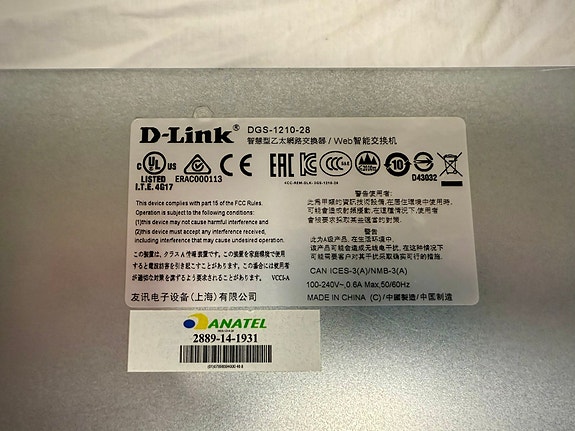 D-Link®
DGS-1210-28
智慧型乙太網路交換器 / Web智能交换机
C UL US
LISTED
I.T.E. 4G17
ERAC000113
CE
EAC
CCC
10
D43032
KCC-REM-DLK-DGS-1210-28
This device complies with part 15 of the FCC Rules.
Operation is subject to the following conditions:
(1)this device may not cause harmful interference and
(2)this device must accept any interference received,
including interference that may cause undesired operation.
この装置は、クラスA情報装置です。この装置を家庭環境で
使用すると電波妨害を引き起こすことがあります。この場合には使用者
が適切な対策を講ずるよう要求されることがあります。 VCCI-A
友讯电子设备(上海)有限公司
警告使用者:
此為甲類的資訊技術設備,在居住環境中使用時,
可能會造成射頻擾動,在這種情況下,使用者
會被要求採取某些適當的對策.
警告
此为A级产品, 在生活环境中,
该产品可能会造成无线电干扰, 在这种情况下
可能需要客户对其干扰采取确实可行的措施.
CAN ICES-3(A)/NMB-3(A)
100-240V~,0.6A Max,50/60Hz
MADE IN CHINA (C)/中國製造/中国制造
ANATEL
2889-14-1931